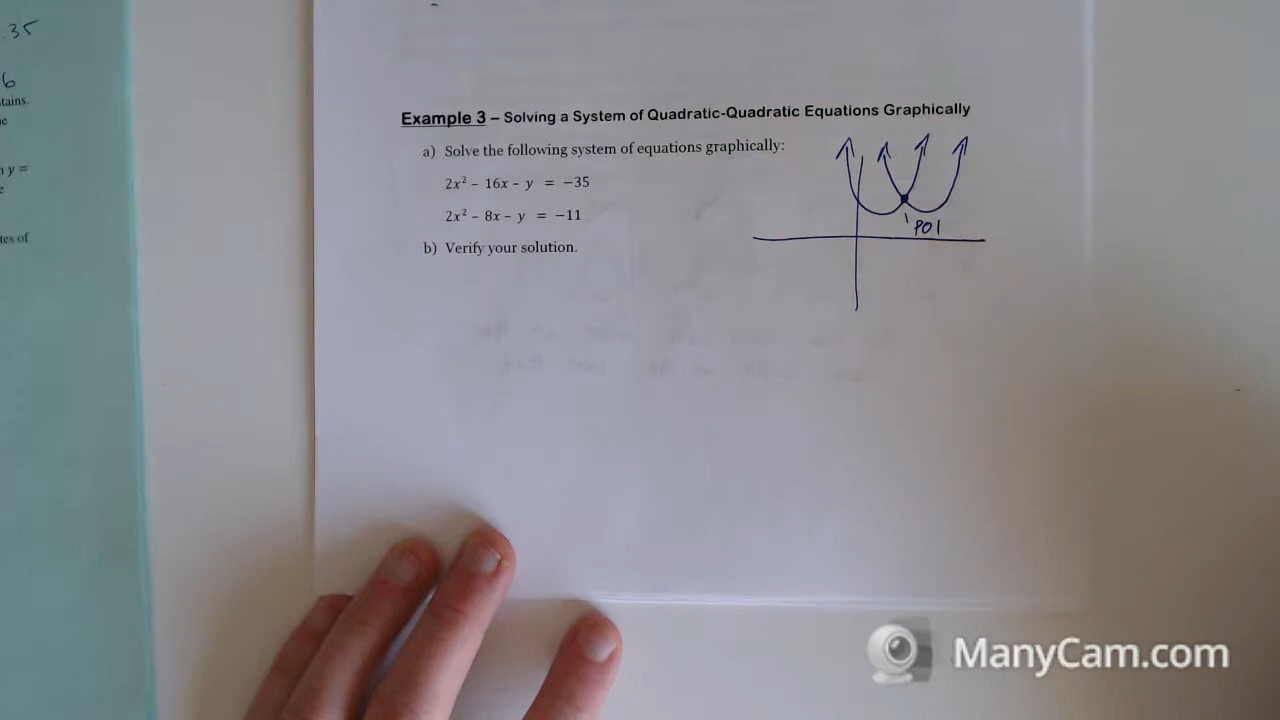 .35
6
tains.
y =
tes of
Example 3 – Solving a System of Quadratic-Quadratic Equations Graphically
a) Solve the following system of equations graphically:
2x² – 16x – y = –35
2x² – 8x – y = –11
b) Verify your solution.
POI
ManyCam.com